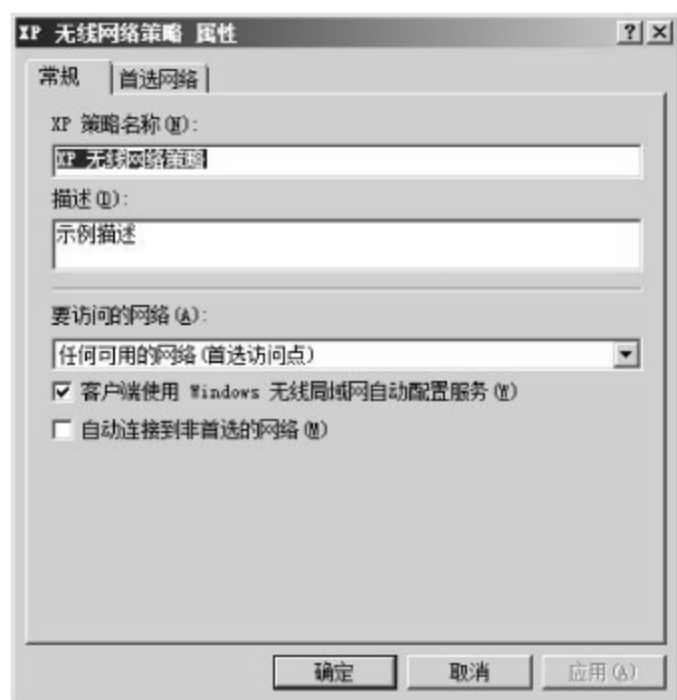 XP 无线网络策略 属性
常规 首选网络
XP 策略名称(N):
XP 无线网络策略
描述(D):
示例描述
要访问的网络(A):
任何可用的网络(首选访问点)
客户端使用 Windows 无线局域网自动配置服务(W)
自动连接到非首选的网络(M)
确定 取消 应用(A)